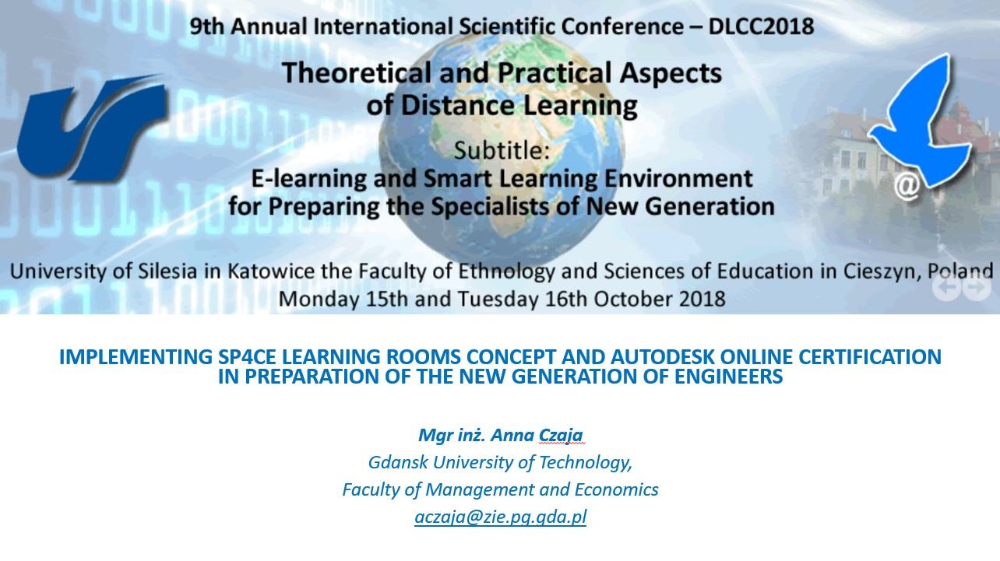 9th Annual International Scientific Conference – DLCC2018
Theoretical and Practical Aspects
of Distance Learning
Subtitle:
E-learning and Smart Learning Environment
for Preparing the Specialists of New Generation
University of Silesia in Katowice the Faculty of Ethnology and Sciences of Education in Cieszyn, Poland
Monday 15th and Tuesday 16th October 2018
@
IMPLEMENTING SP4CE LEARNING ROOMS CONCEPT AND AUTODESK ONLINE CERTIFICATION
IN PREPARATION OF THE NEW GENERATION OF ENGINEERS
Mgr inż. Anna Czaja
Gdansk University of Technology,
Faculty of Management and Economics
aczaja@zie.pg.gda.pl